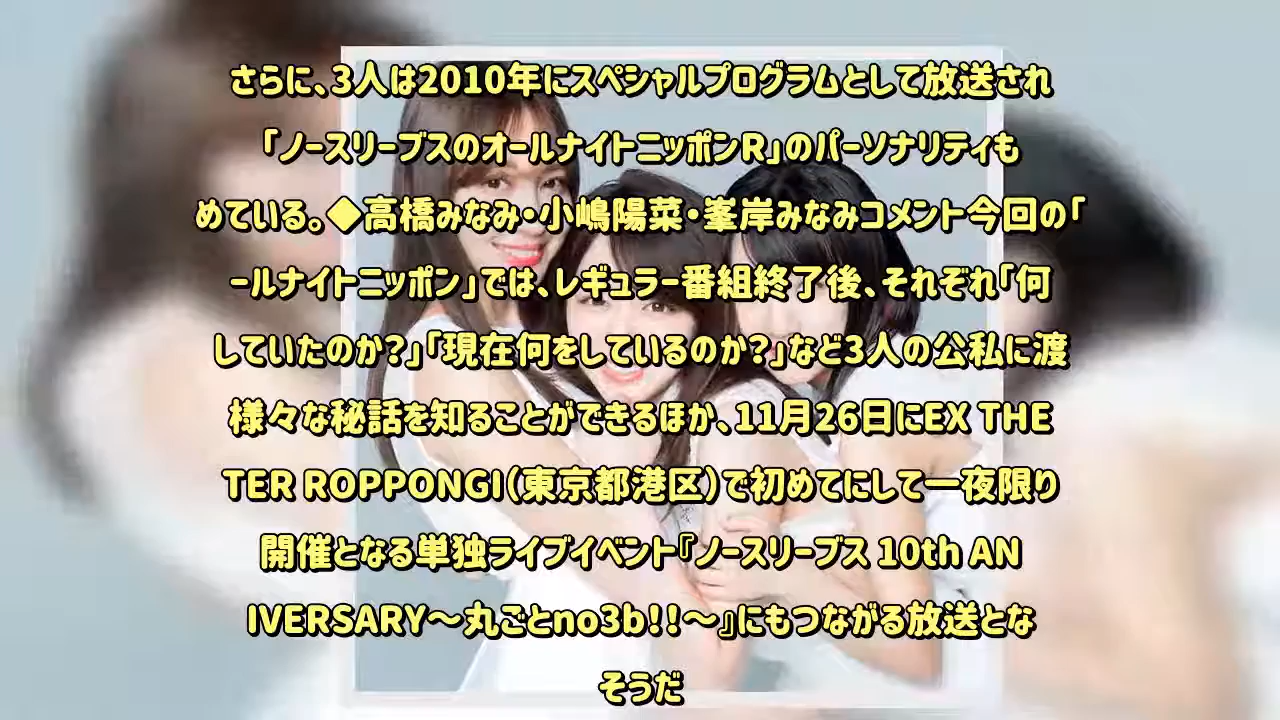 さらに、3人は2010年にスペシャルプログラムとして放送され
「ノースリーブスのオールナイトニッポンR」のパーソナリティも
めている。◆高橋みなみ・小嶋陽菜・峯岸みなみコメント今回の「
ールナイトニッポン」では、レギュラー番組終了後、それぞれ「何
していたのか?」「現在何をしているのか?」など3人の公私に渡
様々な秘話を知ることができるほか、11月26日にEX THE
TER ROPPONGI(東京都港区)で初めてにして一夜限り
開催となる単独ライブイベント『ノースリーブス 10th AN
IVERSARY〜丸ごとno3b!!〜』にもつながる放送とな
そうだ